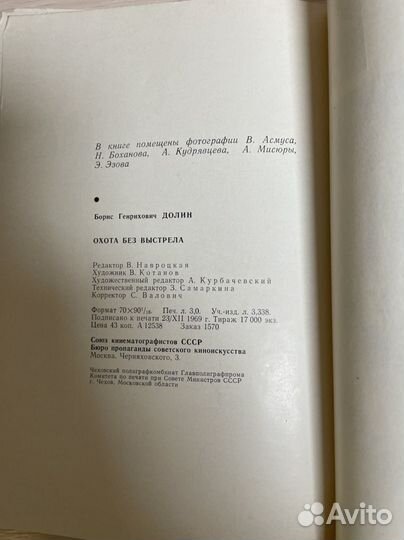 В книге помещены фотографии В. Асмуса,
Н. Боханова, А. Кудрявцева, А. Мисюры,
Э. Эзова
Борис Генрихович ДОЛИН
ОХОТА БЕЗ ВЫСТРЕЛА
Редактор В. Навроцкая
Художник В. Котанов
Художественный редактор А. Курбачевский
Технический редактор З. Самаркина
Корректор С. Валович
Формат 70×90¹/₁₆ Печ. л. 3,0. Уч.-изд. л. 3,338.
Подписано к печати 23/XII 1969 г. Тираж 17 000 экз.
Цена 43 коп. А 12538 Заказ 1570
Союз кинематографистов СССР
Бюро пропаганды советского киноискусства
Москва. Черняховского, 3.
Чеховский полиграфкомбинат Главполиграфпрома
Комитета по печати при Совете Министров СССР
г. Чехов, Московской области
Avito